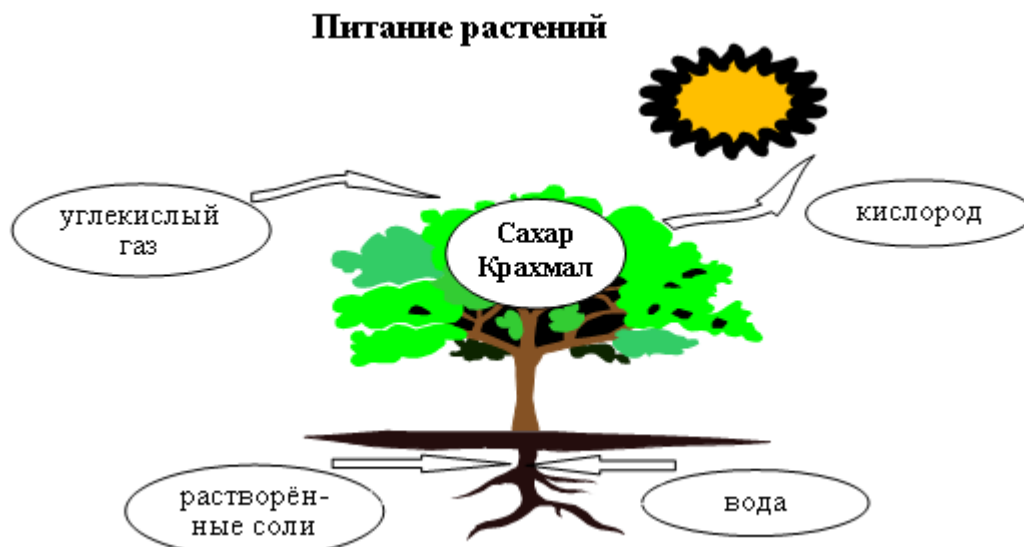 Питание растений
углекислый
газ
Сахар
Крахмал
кислород
растворён-
ные соли
вода